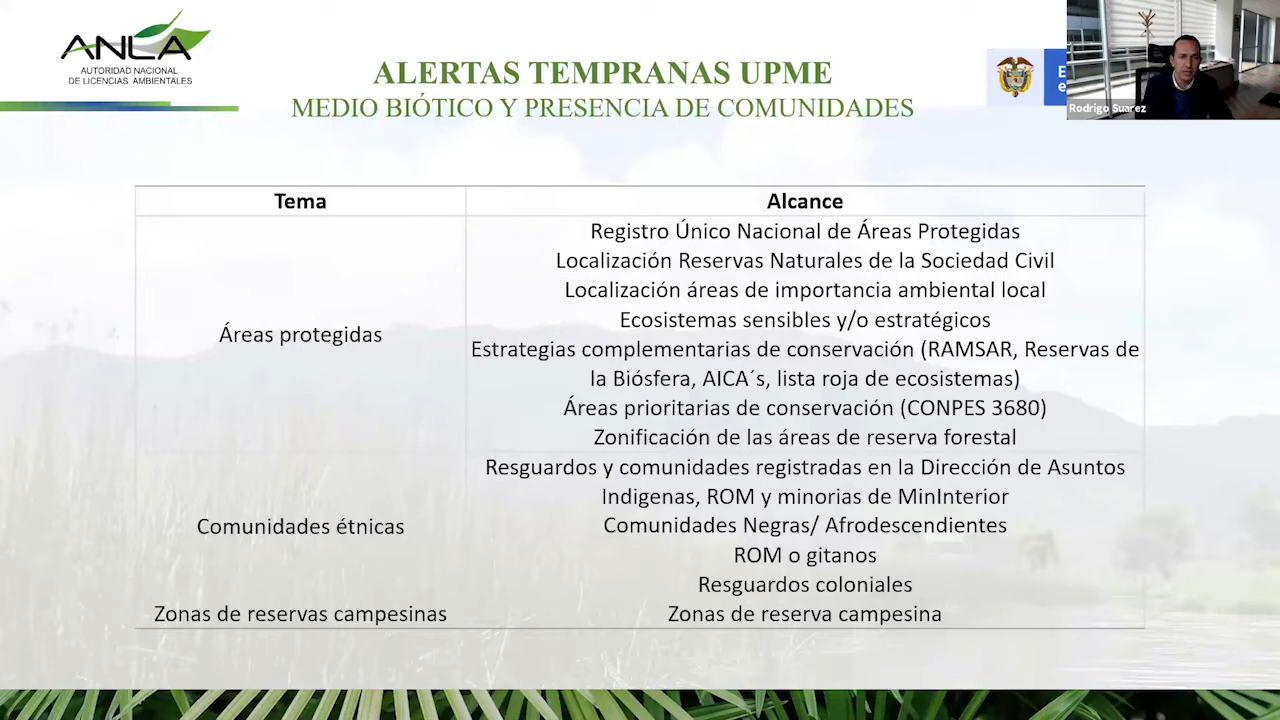 ANLA
AUTORIDAD NACIONAL
DE LICENCIAS AMBIENTALES
ALERTAS TEMPRANAS UPME
MEDIO BIÓTICO Y PRESENCIA DE COMUNIDADES
Rodrigo Suarez
Tema
Alcance
Áreas protegidas
Registro Único Nacional de Áreas Protegidas
Localización Reservas Naturales de la Sociedad Civil
Localización áreas de importancia ambiental local
Ecosistemas sensibles y/o estratégicos
Estrategias complementarias de conservación (RAMSAR, Reservas de
la Biósfera, AICA´s, lista roja de ecosistemas)
Áreas prioritarias de conservación (CONPES 3680)
Zonificación de las áreas de reserva forestal
Comunidades étnicas
Resguardos y comunidades registradas en la Dirección de Asuntos
Indigenas, ROM y minorias de MinInterior
Comunidades Negras/ Afrodescendientes
ROM o gitanos
Resguardos coloniales
Zonas de reservas campesinas
Zonas de reserva campesina